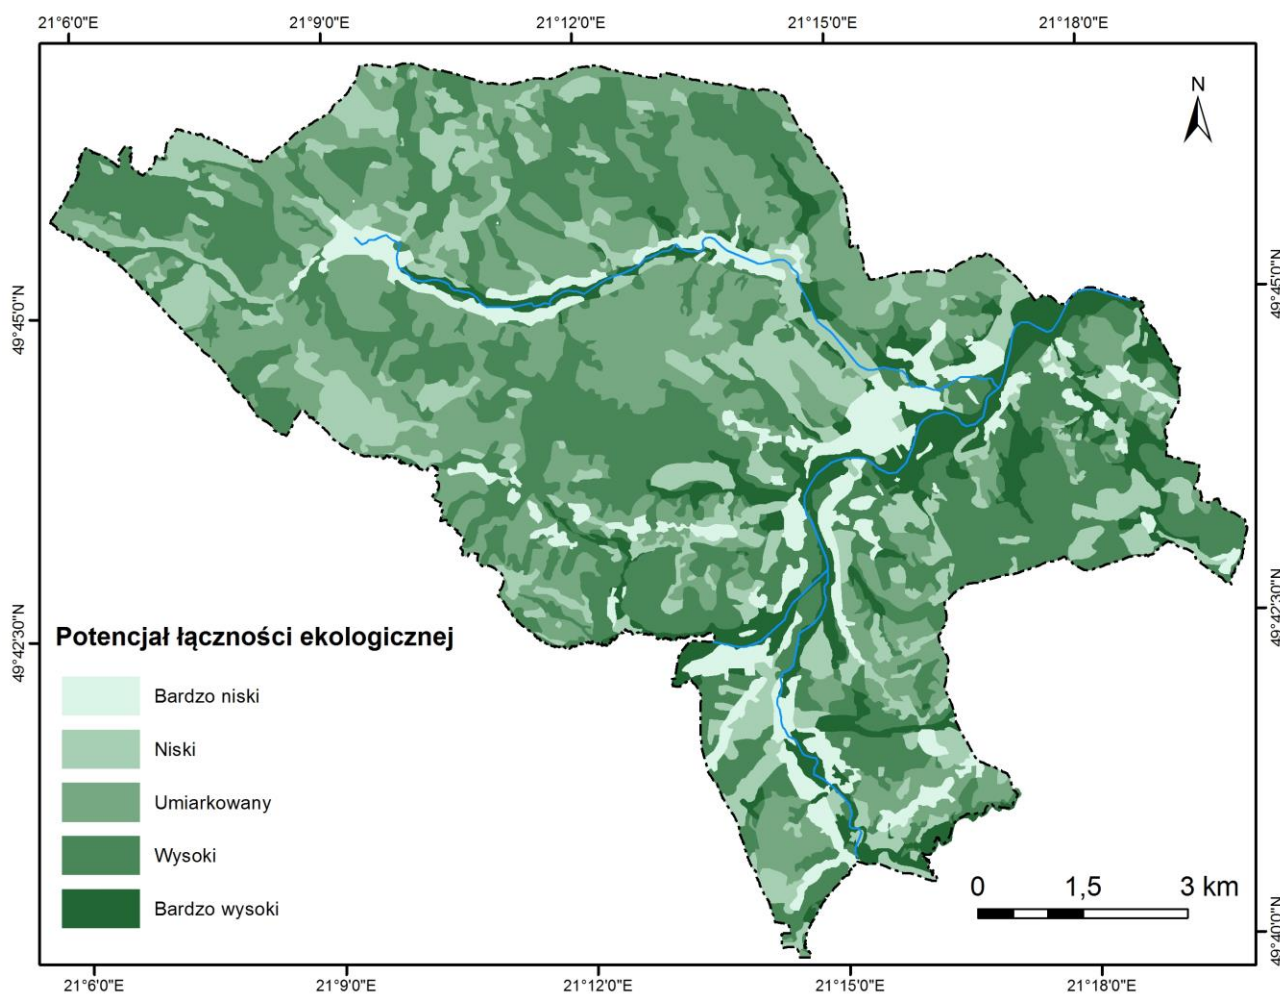 21°6'0"E 21°9'0"E 21°12'0"E 21°15'0"E 21°18'0"E
N
49°45'0"N
49°45'0"N
49°42'30"N
49°42'30"N
Potencjał łączności ekologicznej
Bardzo niski
Niski
Umiarkowany
Wysoki
Bardzo wysoki
0 1,5 3 km
49°40'0"N
21°6'0"E 21°9'0"E 21°12'0"E 21°15'0"E 21°18'0"E